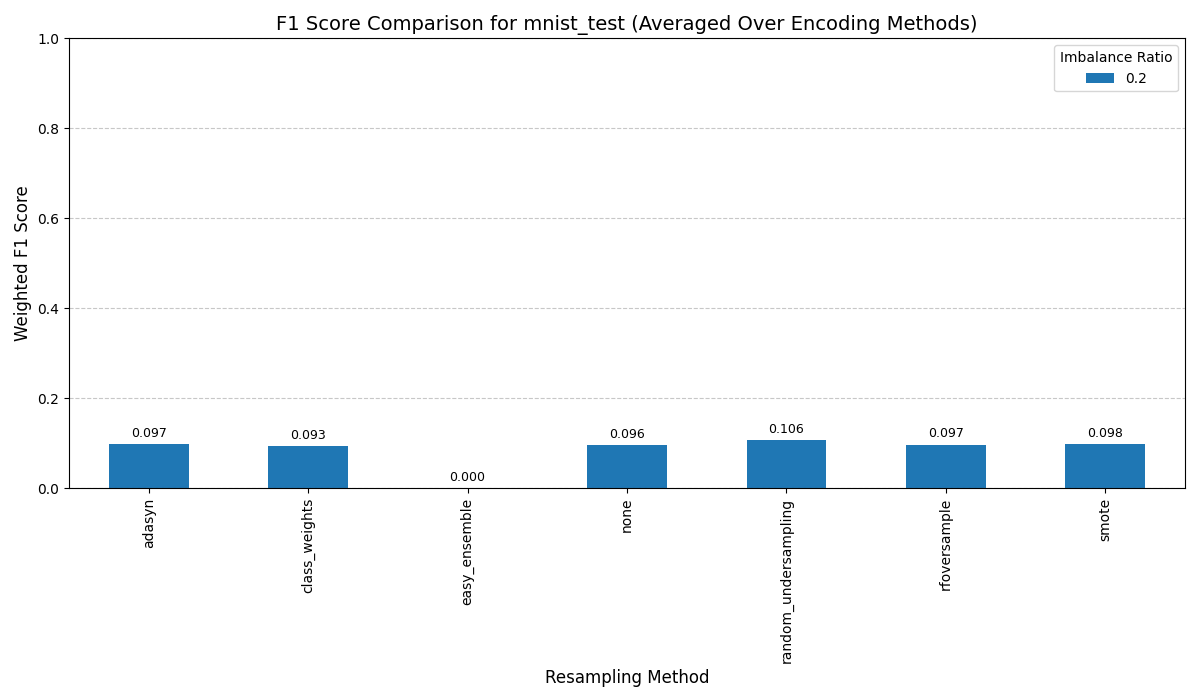 F1 Score Comparison for mnist_test (Averaged Over Encoding Methods)
Imbalance Ratio
0.2
Weighted F1 Score
1.0
0.8
0.6
0.4
0.2
0.0
0.097
0.093
0.000
0.096
0.106
0.097
0.098
adasyn
class_weights
easy_ensemble
none
random_undersampling
rfoversample
smote
Resampling Method